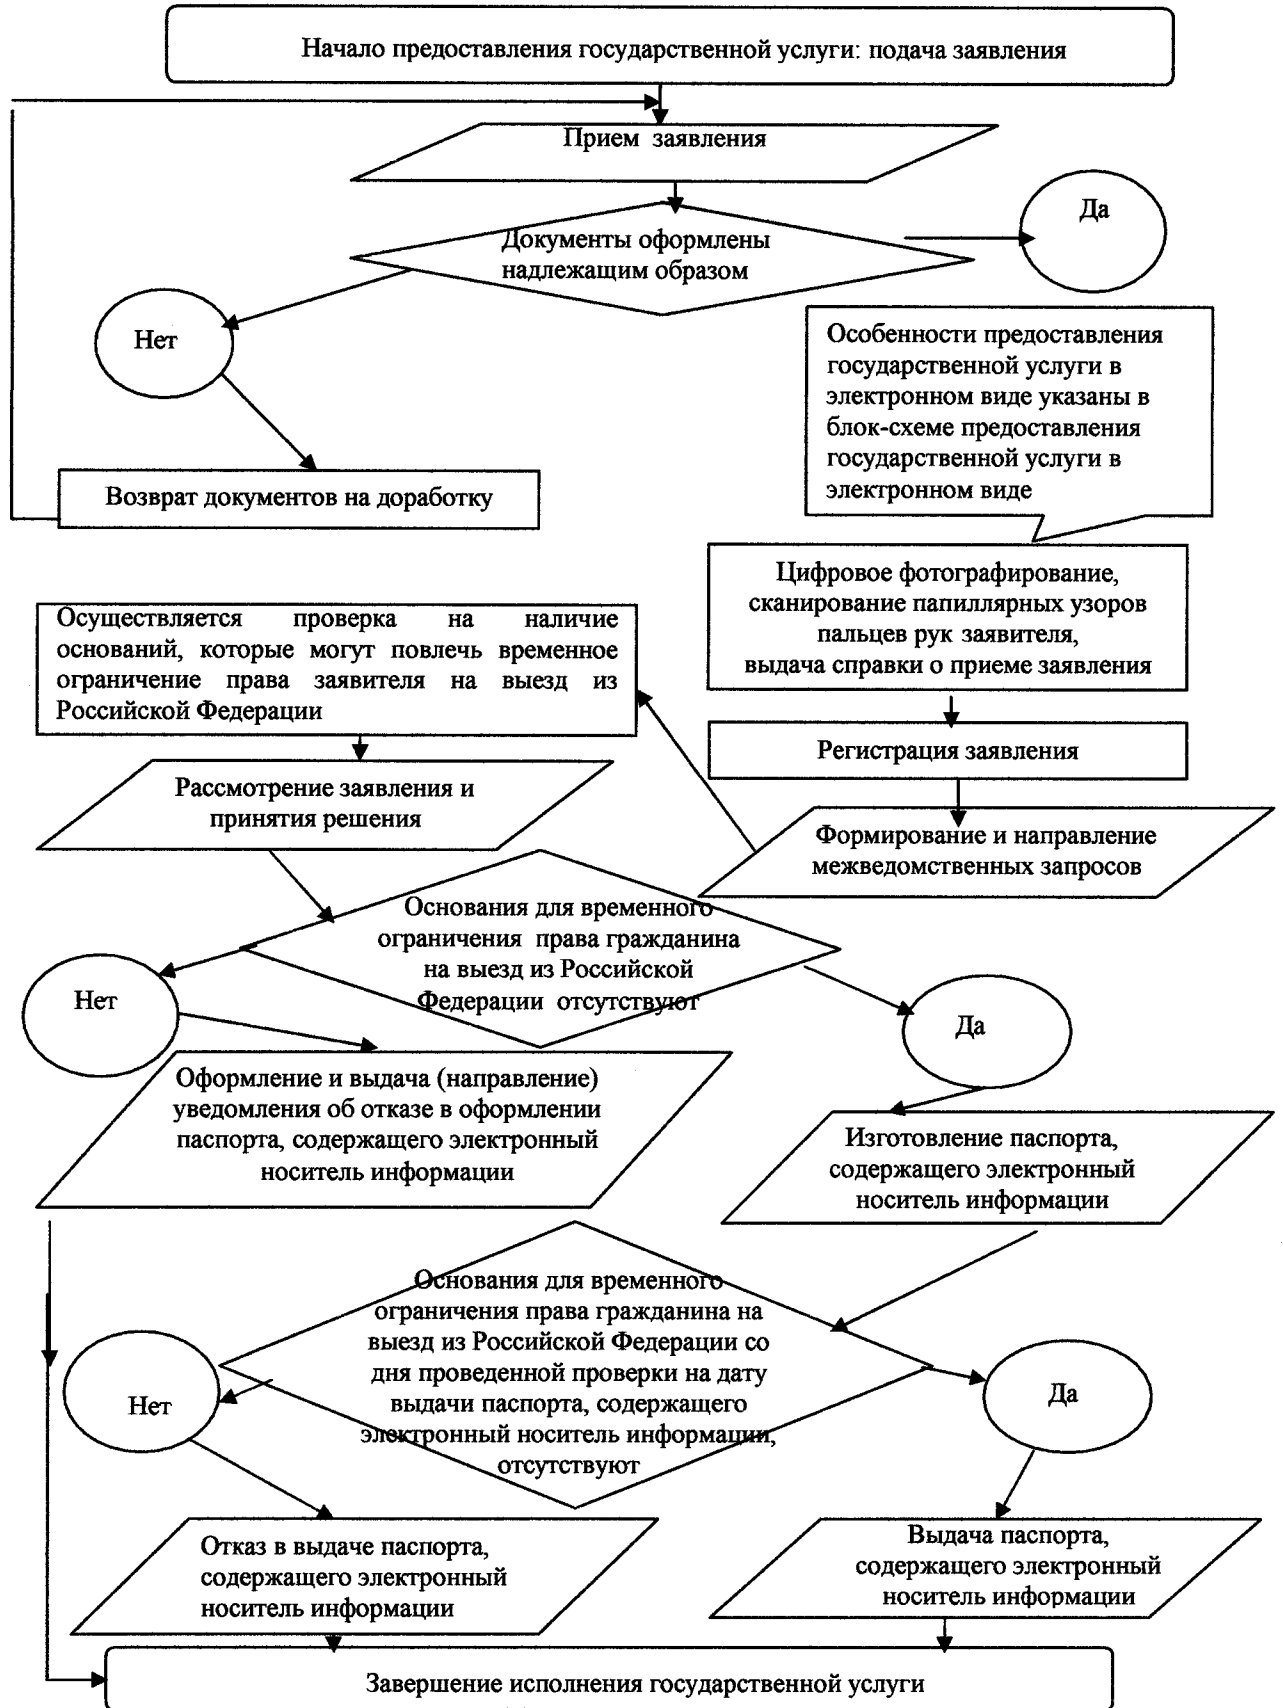 Начало предоставления государственной услуги: подача заявления
Прием заявления
Да
Документы оформлены
надлежащим образом
Нет
Особенности предоставления
государственной услуги в
электронном виде указаны в
блок-схеме предоставления
государственной услуги в
электронном виде
Возврат документов на доработку
Цифровое фотографирование,
сканирование папиллярных узоров
пальцев рук заявителя,
выдача справки о приеме заявления
Осуществляется проверка на наличие
оснований, которые могут повлечь временное
ограничение права заявителя на выезд из
Российской Федерации
Регистрация заявления
Рассмотрение заявления и
принятия решения
Формирование и направление
межведомственных запросов
Основания для временного
ограничения права гражданина
на выезд из Российской
Федерации отсутствуют
Нет
Да
Оформление и выдача (направление)
уведомления об отказе в оформлении
паспорта, содержащего электронный
носитель информации
Изготовление паспорта,
содержащего электронный
носитель информации
Основания для временного
ограничения права гражданина на
выезд из Российской Федерации со
дня проведенной проверки на дату
выдачи паспорта, содержащего
электронный носитель информации,
отсутствуют
Нет
Да
Отказ в выдаче паспорта,
содержащего электронный
носитель информации
Выдача паспорта,
содержащего электронный
носитель информации
Завершение исполнения государственной услуги